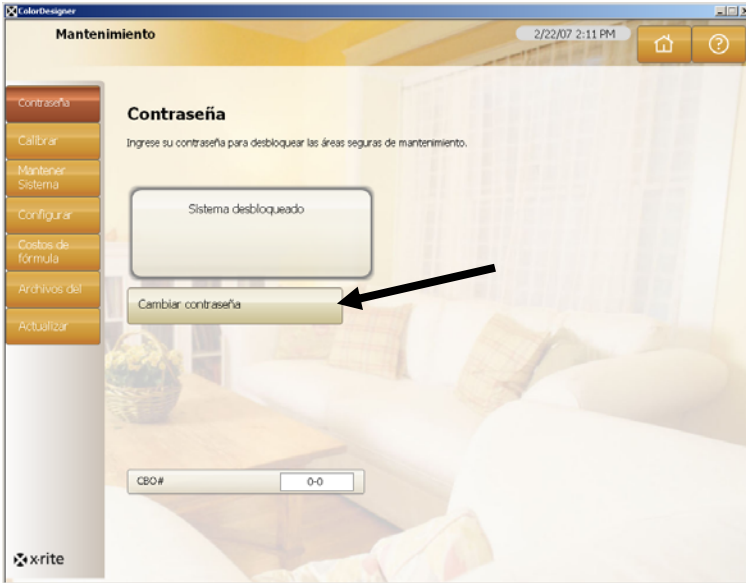 ColorDesigner
Mantenimiento
2/22/07 2:11 PM
Contraseña
Calibrar
Mantener
Sistema
Configurar
Costos de
fórmula
Archivos del
Actualizar
Contraseña
Ingrese su contraseña para desbloquear las áreas seguras de mantenimiento.
Sistema desbloqueado
Cambiar contraseña
CBO# 0-0
x·rite